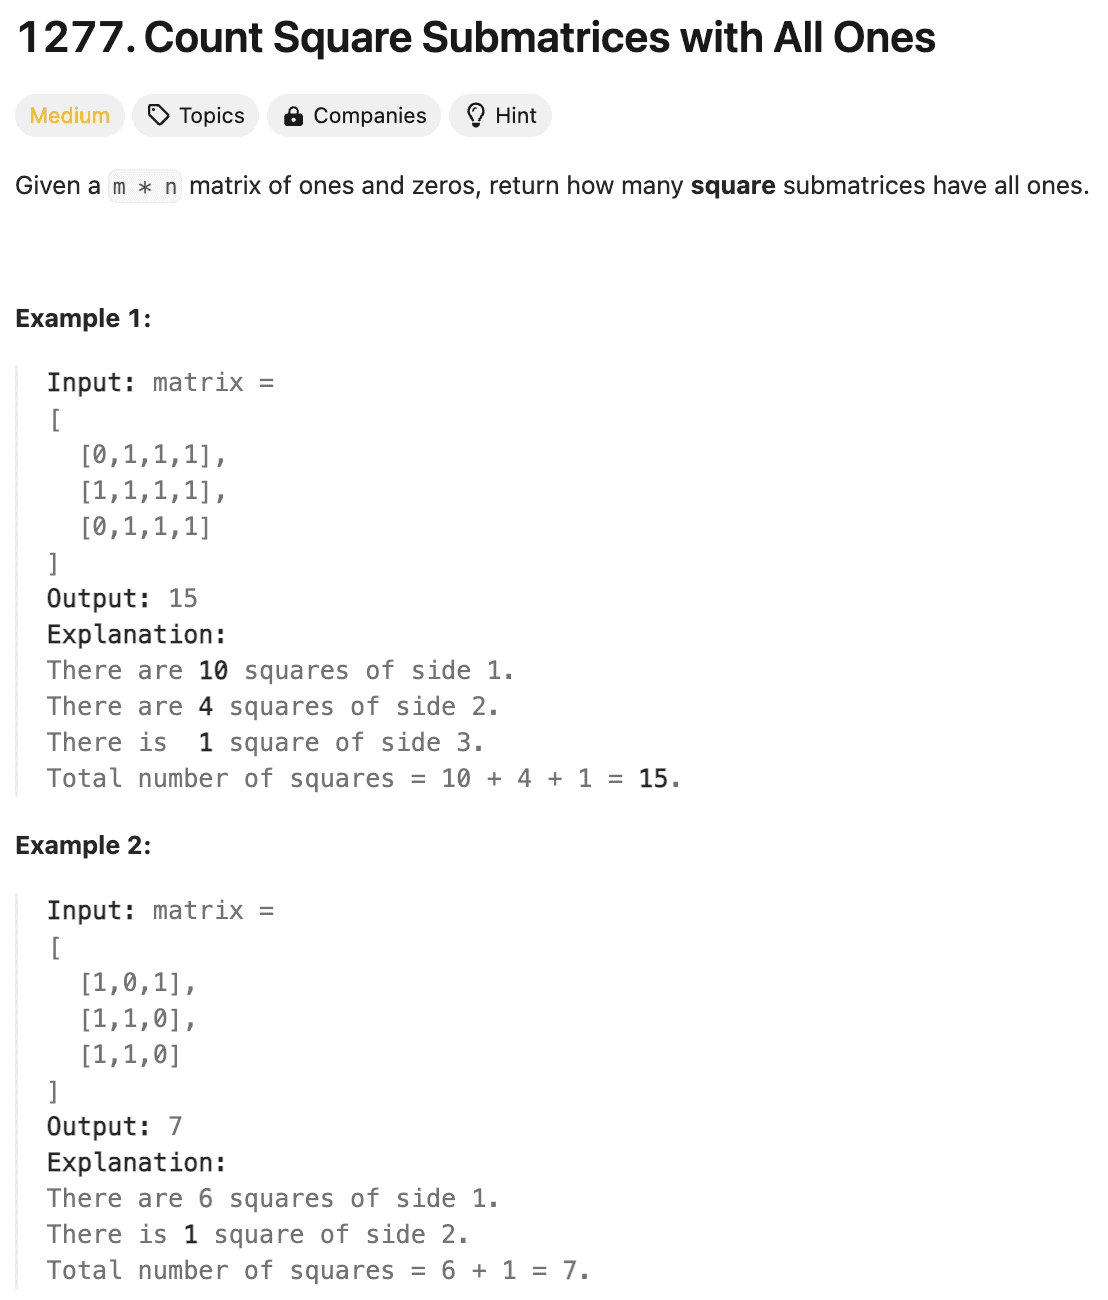 1277. Count Square Submatrices with All Ones
Medium Topics Companies Hint
Given a m * n matrix of ones and zeros, return how many square submatrices have all ones.
Example 1:
Input: matrix =
[
  [0,1,1,1],
  [1,1,1,1],
  [0,1,1,1]
]
Output: 15
Explanation:
There are 10 squares of side 1.
There are 4 squares of side 2.
There is  1 square of side 3.
Total number of squares = 10 + 4 + 1 = 15.
Example 2:
Input: matrix =
[
  [1,0,1],
  [1,1,0],
  [1,1,0]
]
Output: 7
Explanation:
There are 6 squares of side 1.
There is 1 square of side 2.
Total number of squares = 6 + 1 = 7.